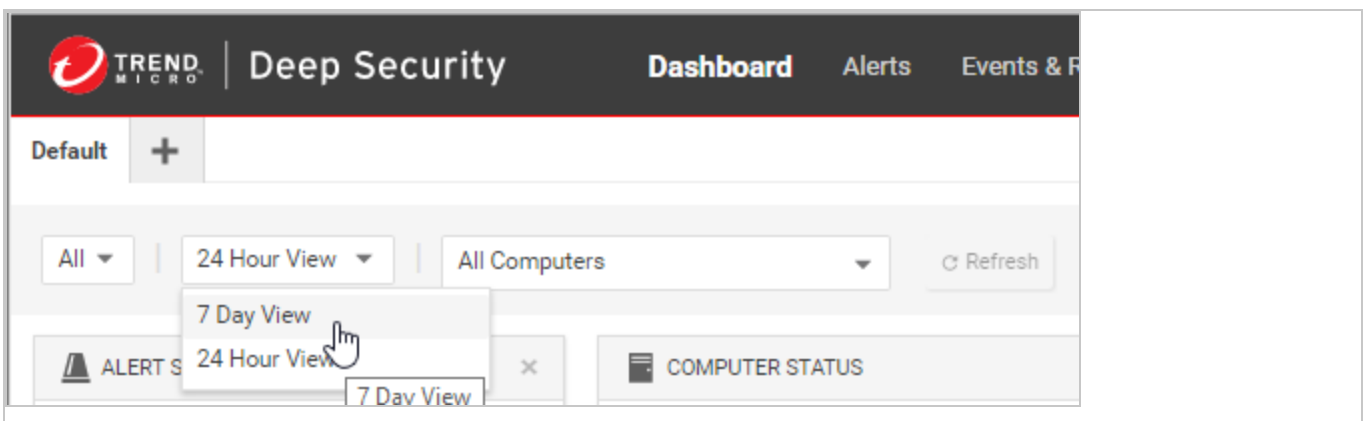 TREND MICRO | Deep Security Dashboard Alerts Events & R
Default +
All 24 Hour View All Computers Refresh
7 Day View
24 Hour View
ALERT S COMPUTER STATUS
7 Day View